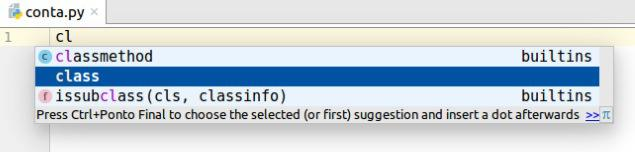 conta.py
1 cl
classmethod builtins
class
issubclass(cls, classinfo) builtins
Press Ctrl+Ponto Final to choose the selected (or first) suggestion and insert a dot afterwards >> π